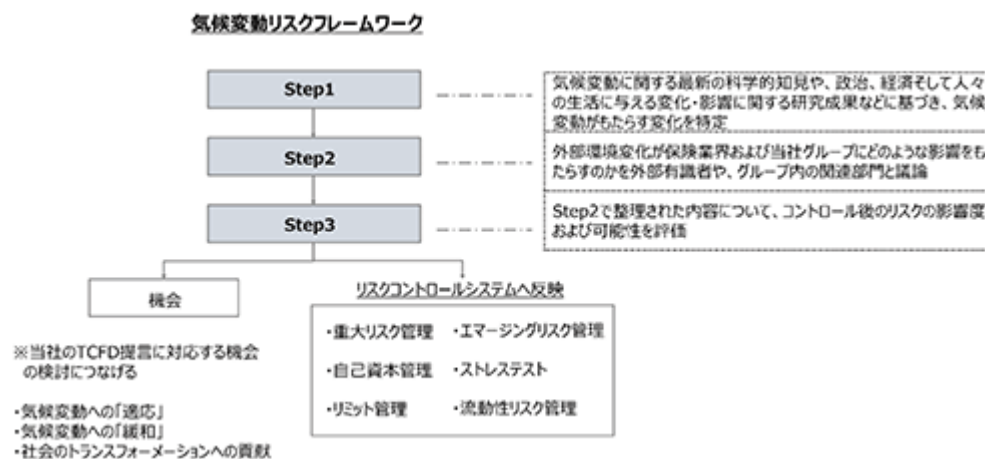 気候変動リスクフレームワーク
Step1
気候変動に関する最新の科学的知見や、政治、経済そして人々
の生活に与える変化・影響に関する研究成果などに基づき、気候
変動がもたらす変化を特定
Step2
外部環境変化が保険業界および当社グループにどのような影響をも
たらすのかを外部有識者や、グループ内の関連部門と議論
Step3
Step2で整理された内容について、コントロール後のリスクの影響度
および可能性を評価
機会
※当社のTCFD提言に対応する機会
の検討につなげる
・気候変動への「適応」
・気候変動への「緩和」
・社会のトランスフォーメーションへの貢献
リスクコントロールシステムへ反映
・重大リスク管理 ・エマージングリスク管理
・自己資本管理 ・ストレステスト
・リミット管理 ・流動性リスク管理